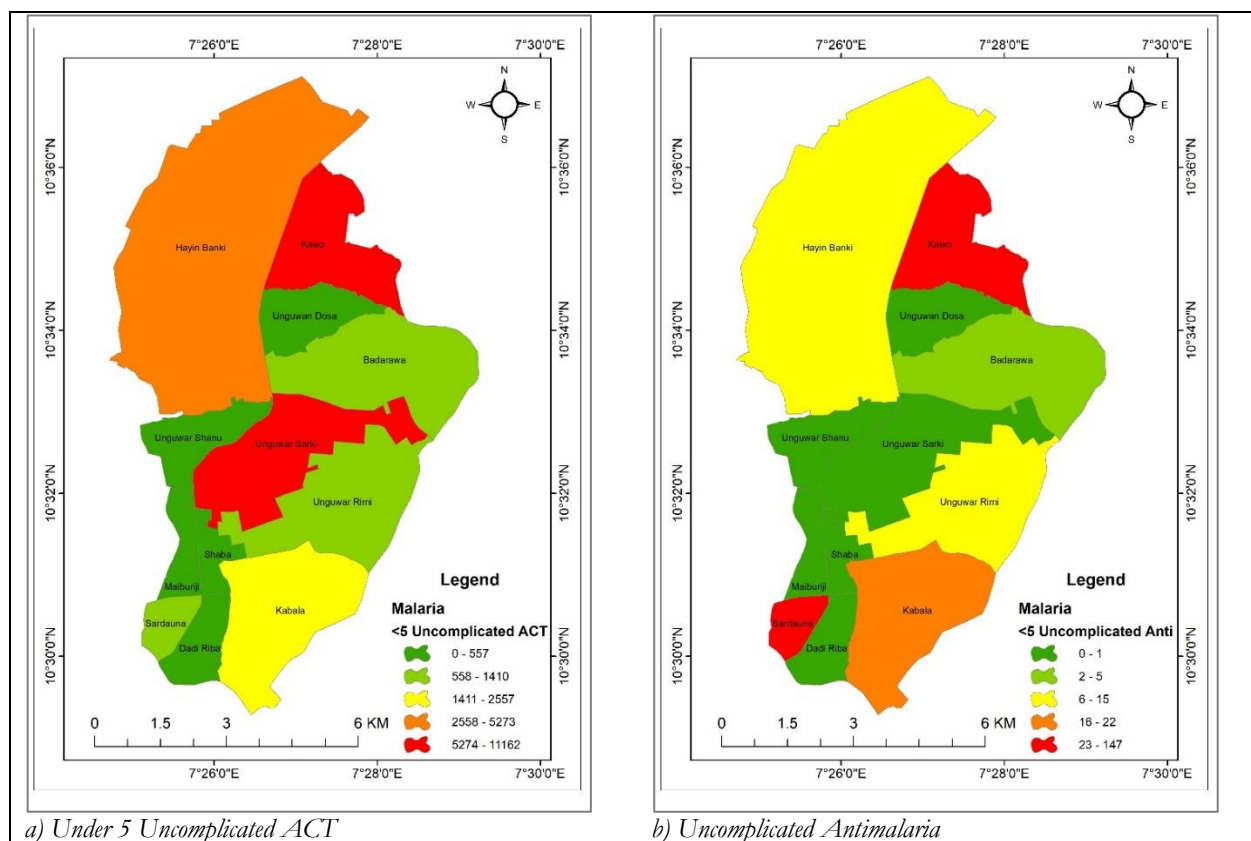 7°26'0"E 7°28'0"E 7°30'0"E
N
W E
S
10°36'0"N 10°36'0"N
Hayin Banki
Kawo
10°34'0"N 10°34'0"N
Unguwan Dosa
Badarawa
Unguwar Shanu
Unguwar Sarki
10°32'0"N 10°32'0"N
Unguwar Rimi
Shaba
Maiburiji
Kabala
Sardauna
Dadi Riba
10°30'0"N 10°30'0"N
Legend
Malaria
<5 Uncomplicated ACT
0 - 557
558 - 1410
1411 - 2557
2558 - 5273
5274 - 11162
0 1.5 3 6 KM
7°26'0"E 7°28'0"E 7°30'0"E
a) Under 5 Uncomplicated ACT
7°26'0"E 7°28'0"E 7°30'0"E
N
W E
S
10°36'0"N 10°36'0"N
Hayin Banki
Kawo
10°34'0"N 10°34'0"N
Unguwan Dosa
Badarawa
Unguwar Shanu
Unguwar Sarki
10°32'0"N 10°32'0"N
Unguwar Rimi
Shaba
Maiburiji
Kabala
Sardauna
Dadi Riba
10°30'0"N 10°30'0"N
Legend
Malaria
<5 Uncomplicated Anti
0 - 1
2 - 5
6 - 15
16 - 22
23 - 147
0 1.5 3 6 KM
7°26'0"E 7°28'0"E 7°30'0"E
b) Uncomplicated Antimalaria